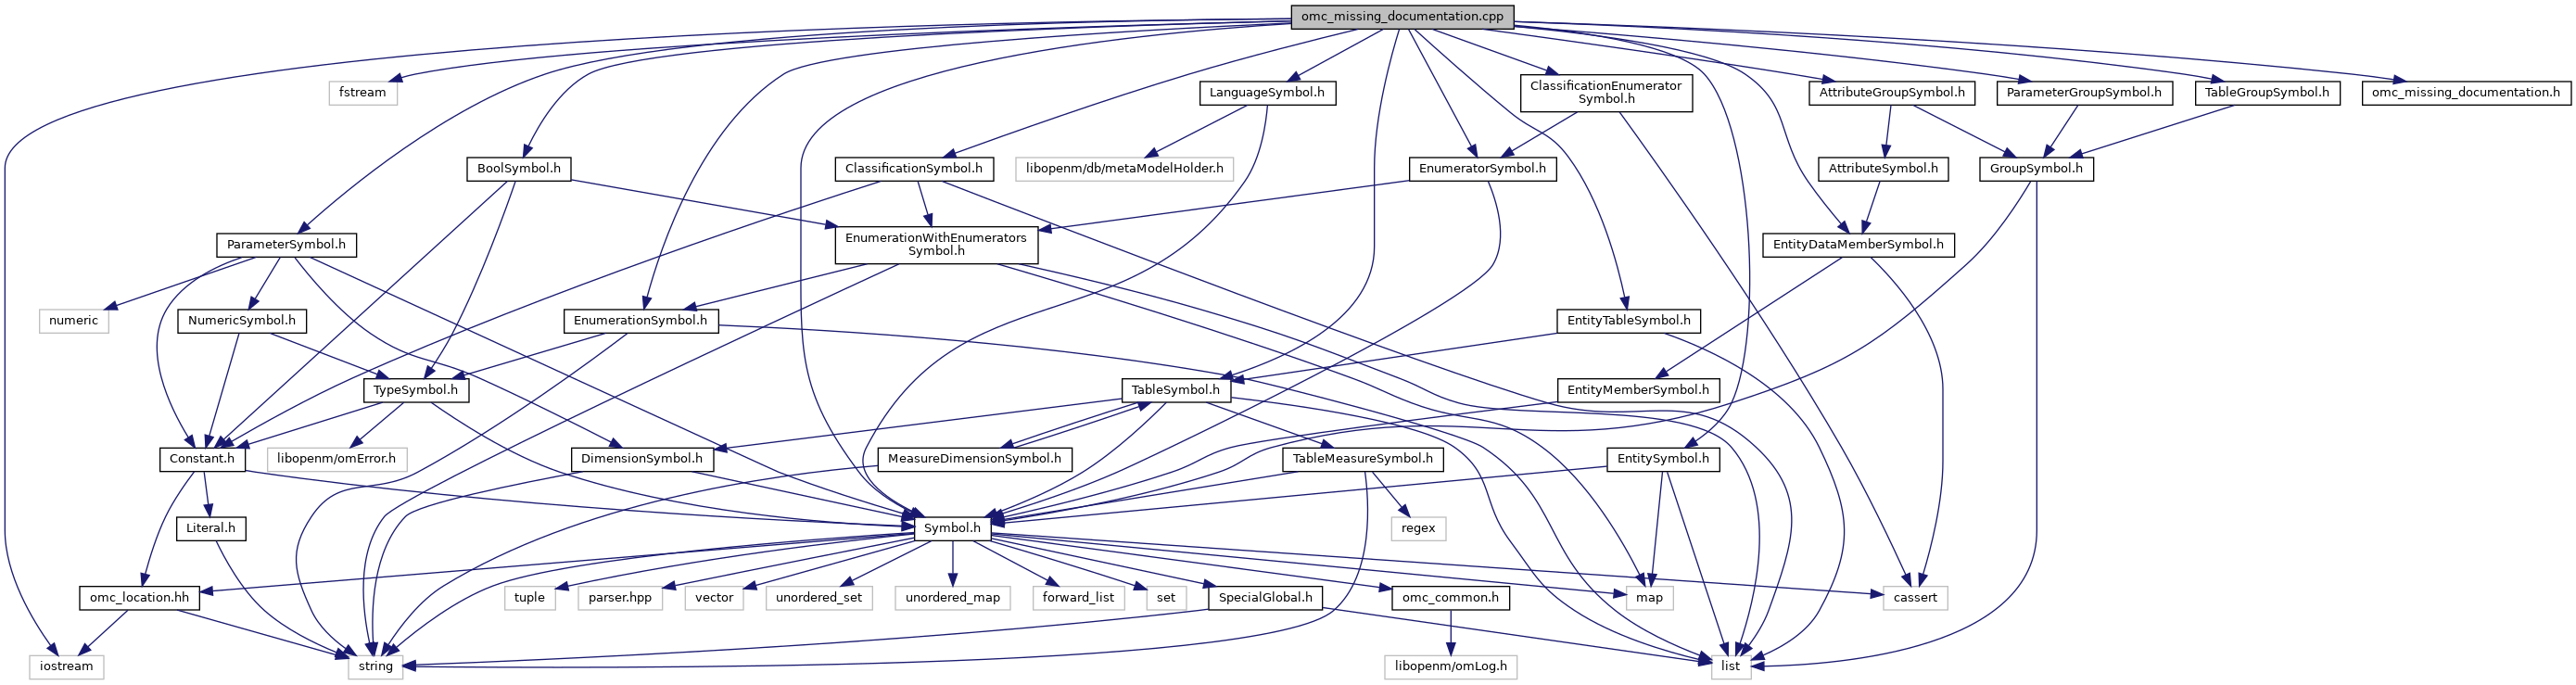 omc_missing_documentation.cpp
fstream
LanguageSymbol.h
ClassificationEnumerator
Symbol.h
AttributeGroupSymbol.h
ParameterGroupSymbol.h
TableGroupSymbol.h
omc_missing_documentation.h
BoolSymbol.h
ClassificationSymbol.h
libopenm/db/metaModelHolder.h
EnumeratorSymbol.h
AttributeSymbol.h
GroupSymbol.h
ParameterSymbol.h
EnumerationWithEnumerators
Symbol.h
EntityDataMemberSymbol.h
numeric
NumericSymbol.h
EnumerationSymbol.h
EntityTableSymbol.h
TypeSymbol.h
TableSymbol.h
EntityMemberSymbol.h
Constant.h
libopenm/omError.h
DimensionSymbol.h
MeasureDimensionSymbol.h
TableMeasureSymbol.h
EntitySymbol.h
Literal.h
Symbol.h
regex
omc_location.hh
tuple
parser.hpp
vector
unordered_set
unordered_map
forward_list
set
SpecialGlobal.h
omc_common.h
map
cassert
iostream
string
libopenm/omLog.h
list